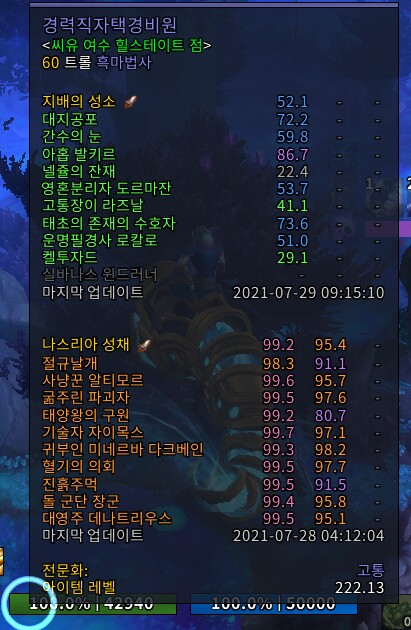 경력직자택경비원
<씨유 여수 힐스테이트 점>
60 트롤 흑마법사
지배의 성소 52.1 - -
대지공포 72.2 - -
간수의 눈 59.8 - -
아홉 발키르 86.7 - -
넬쥴의 잔재 22.4 - -
영혼분리자 도르마잔 53.7 - -
고통장이 라즈날 41.1 - -
태초의 존재의 수호자 73.6 - -
운명필경사 로칼로 51.0 - -
켈투자드 29.1 - -
실바나스 윈드러너 - - -
마지막 업데이트 2021-07-29 09:15:10
나스리아 성채 99.2 95.4 -
절규날개 98.3 91.1 -
사냥꾼 알티모르 99.6 95.7 -
굶주린 파괴자 99.5 97.6 -
태양왕의 구원 99.2 80.7 -
기술자 자이목스 99.7 97.1 -
귀부인 미네르바 다크베인 99.3 98.2 -
혈기의 의회 99.5 97.7 -
진흙주먹 99.5 91.5 -
돌 군단 장군 99.4 95.8 -
대영주 데나트리우스 99.5 95.1 -
마지막 업데이트 2021-07-28 04:12:04
전문화: 고통
아이템 레벨 222.13
100.0% | 42940 100.0% | 50000